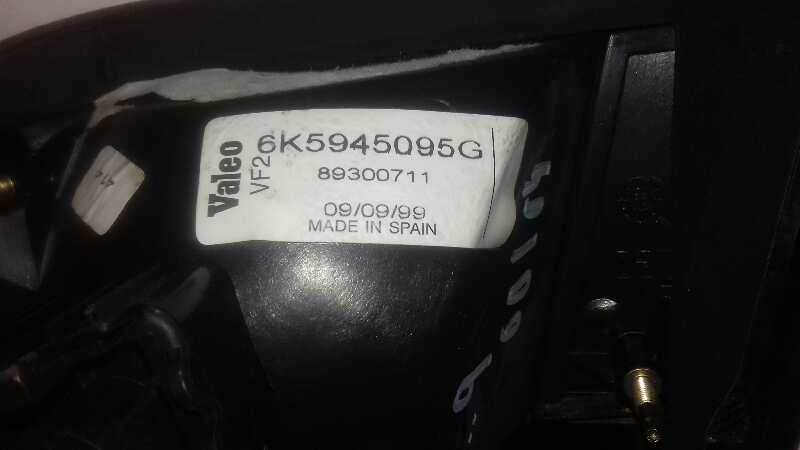 Valeo
VF2
6K5945095G
89300711
09/09/99
MADE IN SPAIN